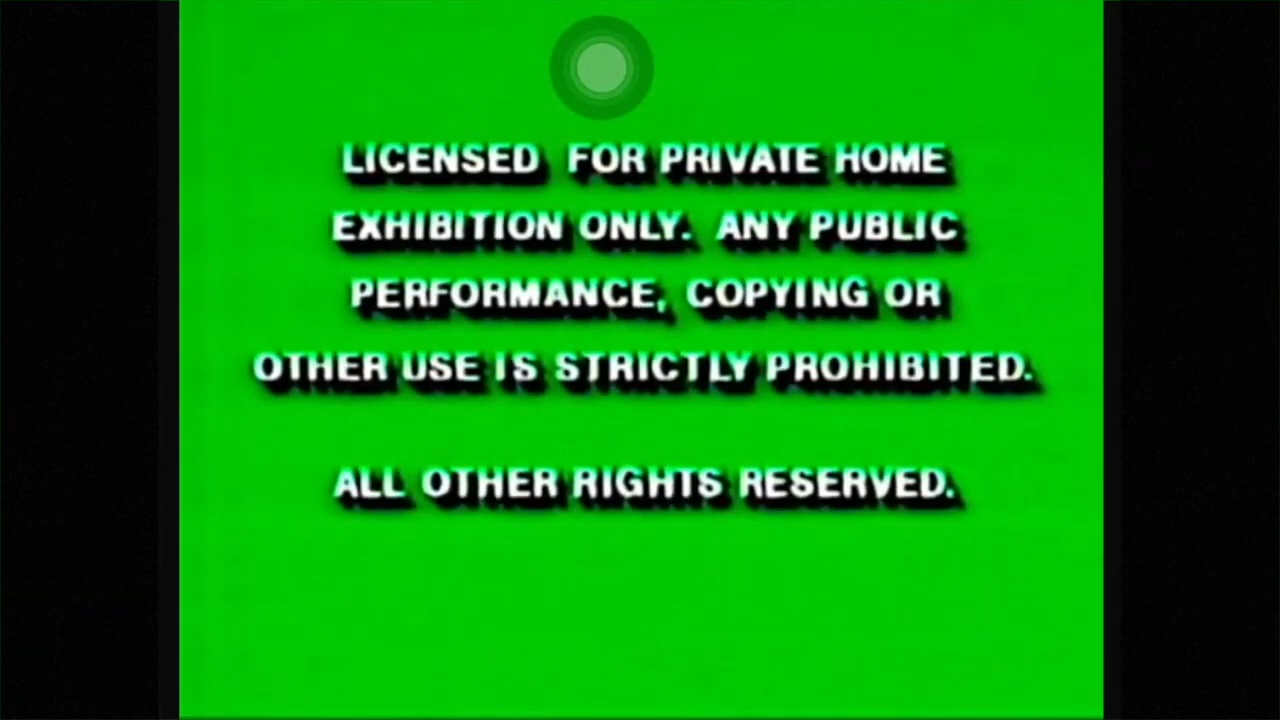 LICENSED FOR PRIVATE HOME
EXHIBITION ONLY. ANY PUBLIC
PERFORMANCE, COPYING OR
OTHER USE IS STRICTLY PROHIBITED.
ALL OTHER RIGHTS RESERVED.